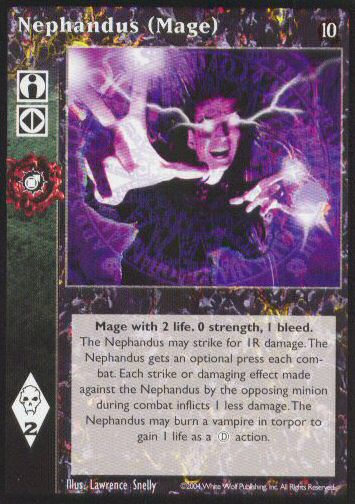 Nephandus (Mage)
10
2
Mage with 2 life. 0 strength, 1 bleed.
The Nephandus may strike for 1R damage. The
Nephandus gets an optional press each com-
bat. Each strike or damaging effect made
against the Nephandus by the opposing minion
during combat inflicts 1 less damage. The
Nephandus may burn a vampire in torpor to
gain 1 life as a Ⓓ action.
Illus: Lawrence Snelly
©2004 White Wolf Publishing, Inc. All Rights Reserved.